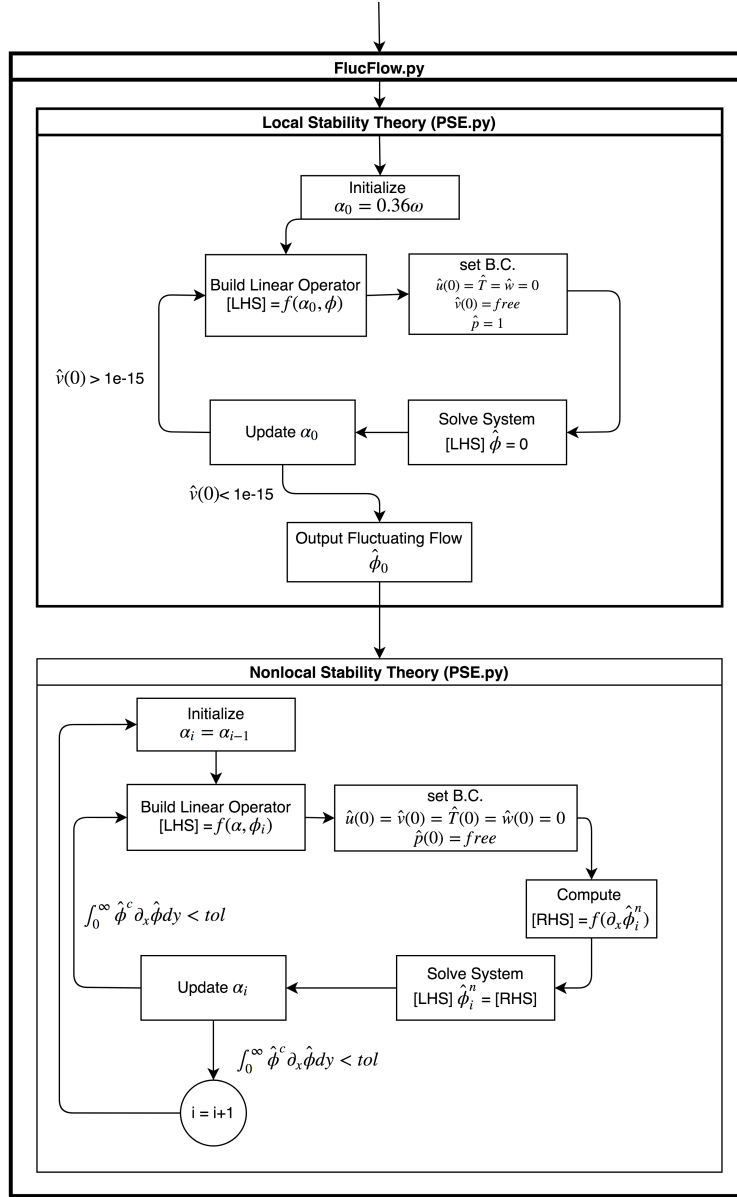 FlucFlow.py
Local Stability Theory (PSE.py)
Initialize
α₀ = 0.36ω
Build Linear Operator
[LHS] = f(α₀, ϕ)
set B.C.
û(0) = T̂ = ŵ = 0
v̂(0) = free
p̂ = 1
v̂(0) > 1e-15
Update α₀
Solve System
[LHS] ϕ̂ = 0
v̂(0)< 1e-15
Output Fluctuating Flow
ϕ̂₀
Nonlocal Stability Theory (PSE.py)
Initialize
αᵢ = αᵢ₋₁
Build Linear Operator
[LHS] = f(α, ϕᵢ)
set B.C.
û(0) = v̂(0) = T̂(0) = ŵ(0) = 0
p̂(0) = free
Compute
[RHS] = f(∂ₓϕ̂ᵢⁿ)
∫₀^∞ ϕ̂ᶜ ∂ₓϕ̂dy < tol
Update αᵢ
Solve System
[LHS] ϕ̂ᵢⁿ = [RHS]
∫₀^∞ ϕ̂ᶜ ∂ₓϕ̂dy < tol
i = i+1